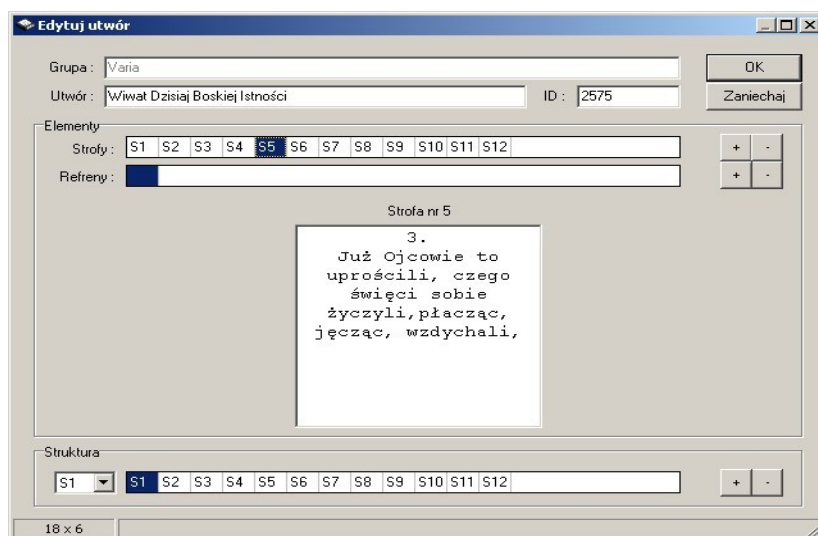 Edytuj utwór
Grupa : Varia
OK
Utwór : Wiwat Dzisiaj Boskiej Istności ID : 2575 Zaniechaj
Elementy
Strofy : S1 S2 S3 S4 S5 S6 S7 S8 S9 S10 S11 S12 + -
Refreny : + -
Strofa nr 5
3.
Już Ojcowie to
uprościli, czego
święci sobie
życzyli,płacząc,
jęcząc, wzdychali,
Struktura
S1 S1 S2 S3 S4 S5 S6 S7 S8 S9 S10 S11 S12 + -
18 x 6